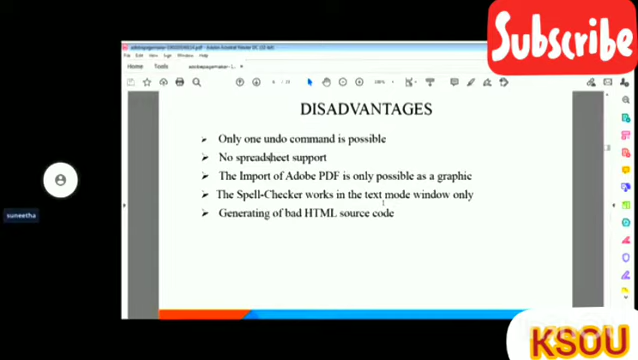 Subscribe
Home Tools
DISADVANTAGES
Only one undo command is possible
No spreadsheet support
The Import of Adobe PDF is only possible as a graphic
The Spell-Checker works in the text mode window only
Generating of bad HTML source code
suneetha
KSOU